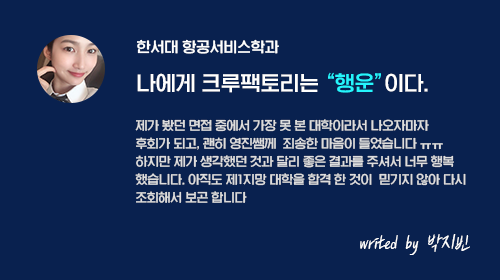 한서대 항공서비스학과
나에게 크루팩토리는 “행운”이다.
제가 봤던 면접 중에서 가장 못 본 대학이라서 나오자마자
후회가 되고, 괜히 영진쌤께 죄송한 마음이 들었습니다 ㅠㅠ
하지만 제가 생각했던 것과 달리 좋은 결과를 주셔서 너무 행복
했습니다. 아직도 제1지망 대학을 합격 한 것이 믿기지 않아 다시
조회해서 보곤 합니다
writed by 박지빈